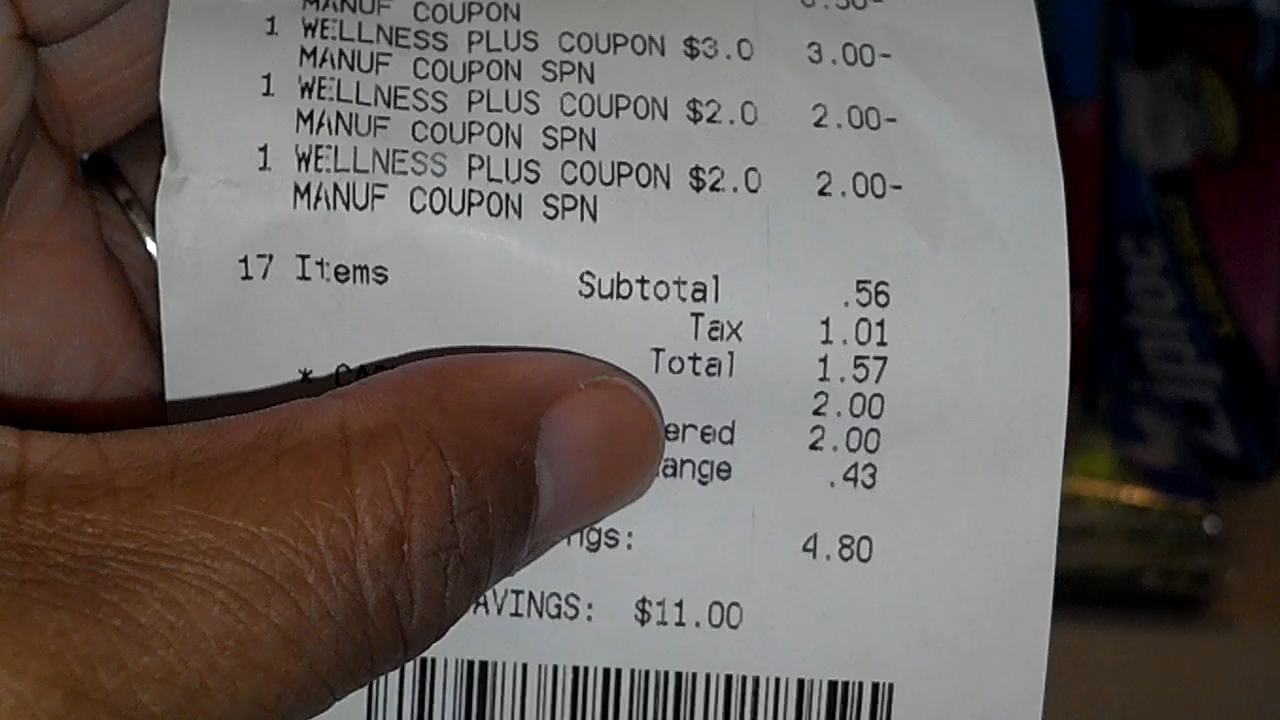 MANUF COUPON
1 WELLNESS PLUS COUPON $3.0 3.00-
MANUF COUPON SPN
1 WELLNESS PLUS COUPON $2.0 2.00-
MANUF COUPON SPN
1 WELLNESS PLUS COUPON $2.0 2.00-
MANUF COUPON SPN
17 Items Subtotal .56
Tax 1.01
Total 1.57
* 2.00
ered 2.00
ange .43
ngs: 4.80
AVINGS: $11.00
Ziploc